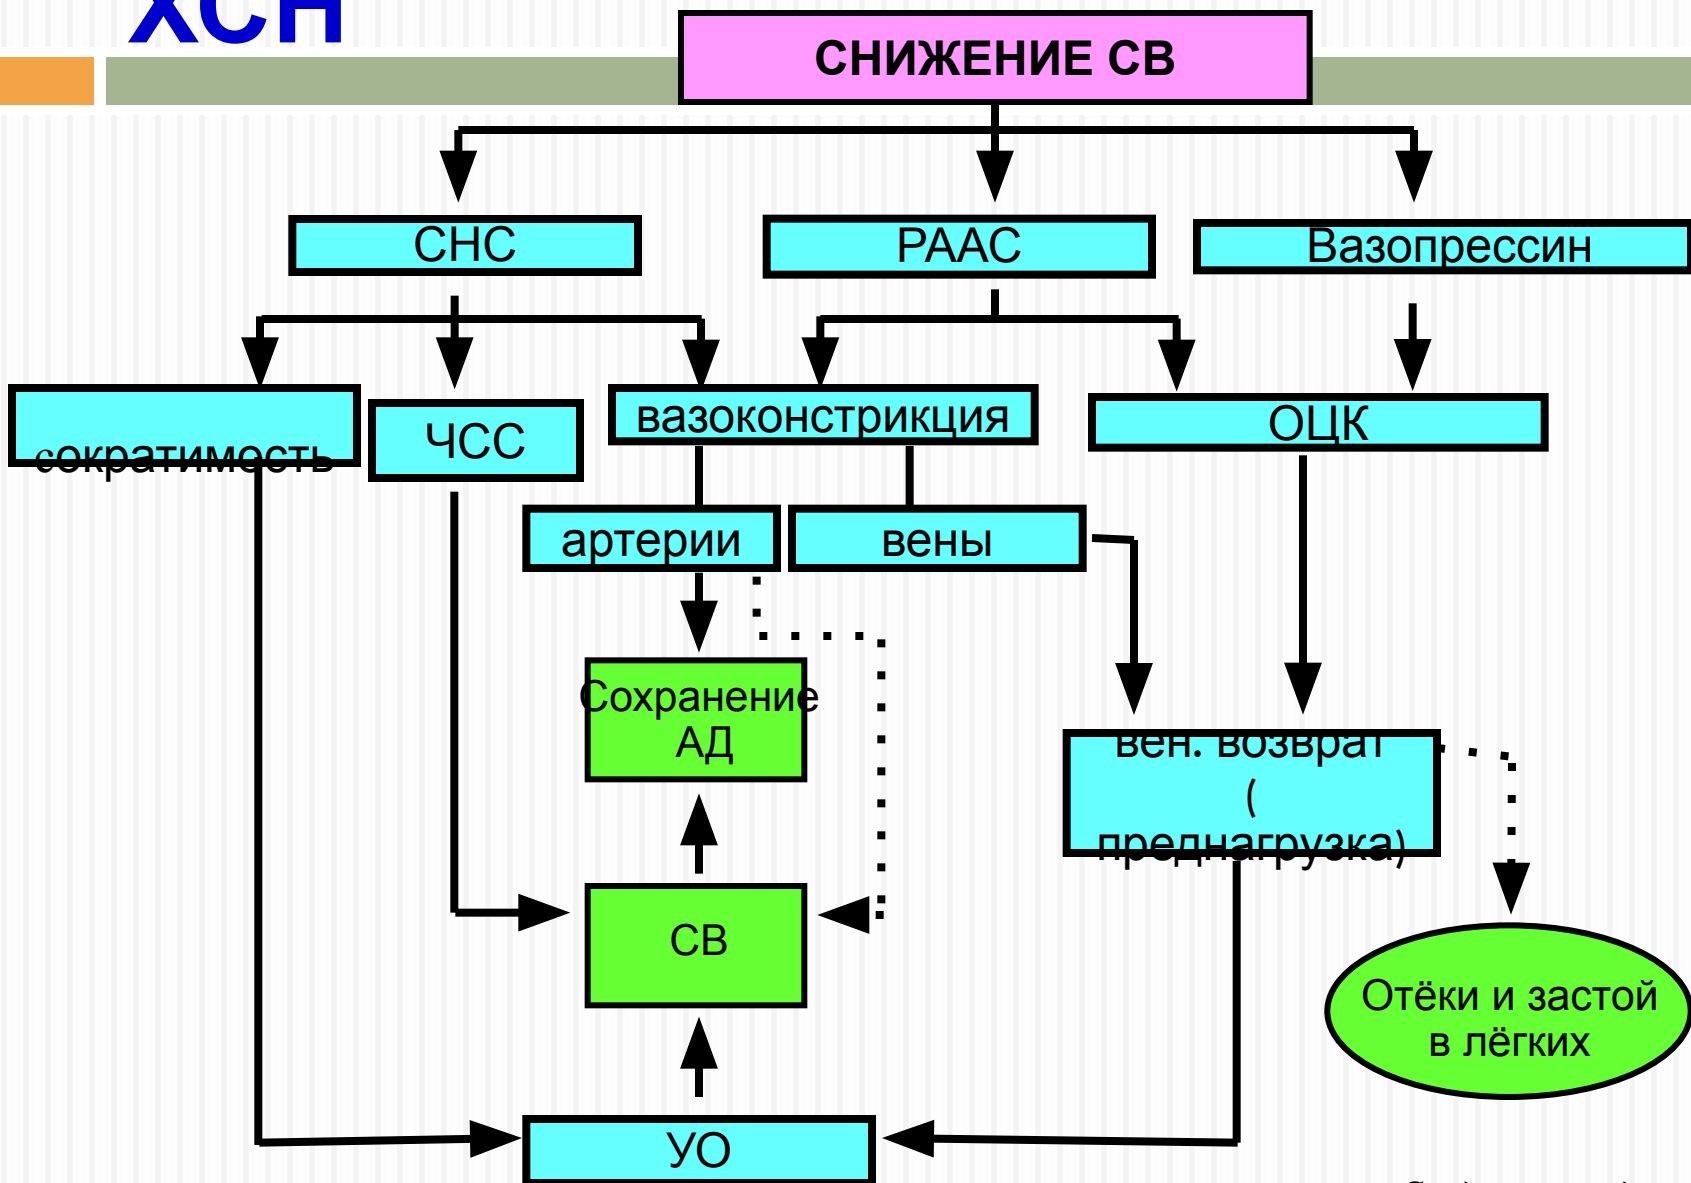 ХСН
СНИЖЕНИЕ СВ
СНС
РААС
Вазопрессин
сократимость
ЧСС
вазоконстрикция
ОЦК
артерии
вены
Сохранение
АД
вен. возврат
(
преднагрузка)
СВ
Отёки и застой
в лёгких
УО